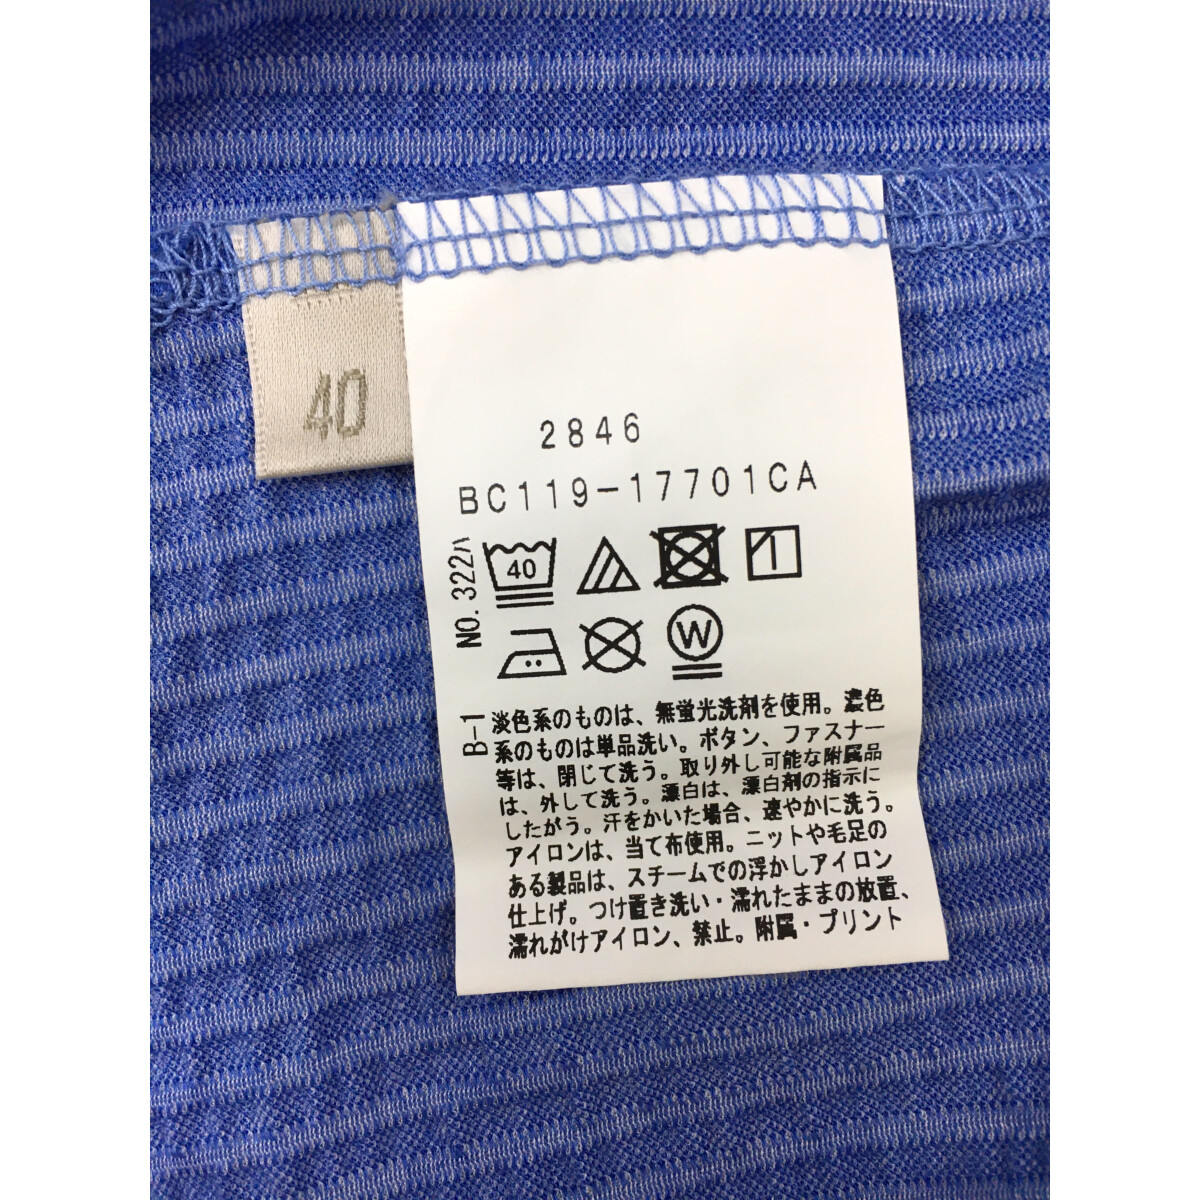 40
2846
BC119-17701CA
NO.322ハ
40
W
B-1
淡色系のものは、無蛍光洗剤を使用。濃色
系のものは単品洗い。ボタン、ファスナー
等は、閉じて洗う。取り外し可能な附属品
は、外して洗う。漂白は、漂白剤の指示に
したがう。汗をかいた場合、速やかに洗う。
アイロンは、当て布使用。ニットや毛足の
ある製品は、スチームでの浮かしアイロン
仕上げ。つけ置き洗い・濡れたままの放置、
濡れがけアイロン、禁止。附属・プリント